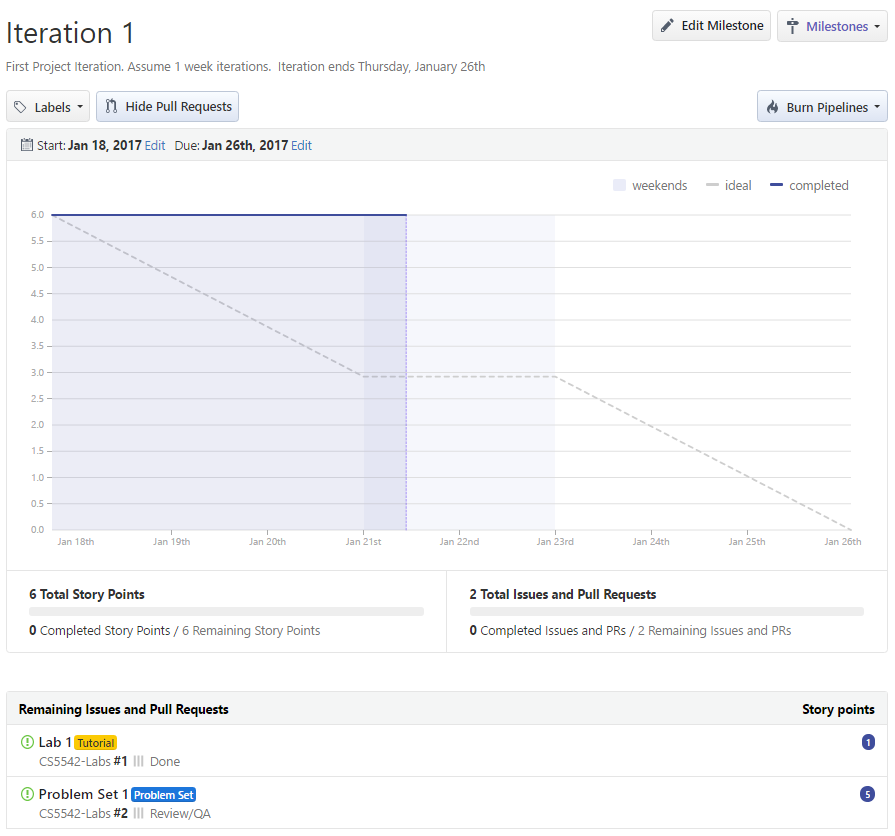 Iteration 1
Edit Milestone
Milestones
First Project Iteration. Assume 1 week iterations. Iteration ends Thursday, January 26th
Labels
Hide Pull Requests
Burn Pipelines
Start: Jan 18, 2017 Edit Due: Jan 26th, 2017 Edit
weekends ideal completed
6.0
5.5
5.0
4.5
4.0
3.5
3.0
2.5
2.0
1.5
1.0
0.5
0.0
Jan 18th Jan 19th Jan 20th Jan 21st Jan 22nd Jan 23rd Jan 24th Jan 25th Jan 26th
6 Total Story Points
0 Completed Story Points / 6 Remaining Story Points
2 Total Issues and Pull Requests
0 Completed Issues and PRs / 2 Remaining Issues and PRs
Remaining Issues and Pull Requests Story points
Lab 1 Tutorial 1
CS5542-Labs #1 Done
Problem Set 1 Problem Set 5
CS5542-Labs #2 Review/QA